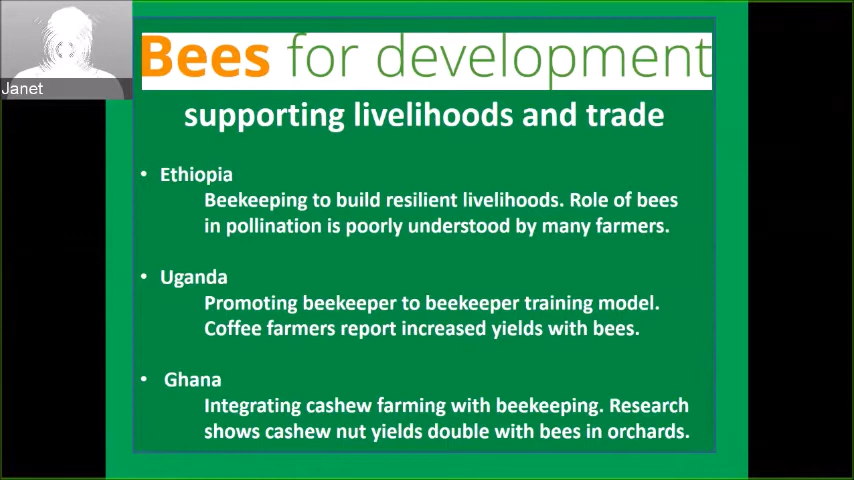 Janet
Bees for development
supporting livelihoods and trade
• Ethiopia
Beekeeping to build resilient livelihoods. Role of bees
in pollination is poorly understood by many farmers.
• Uganda
Promoting beekeeper to beekeeper training model.
Coffee farmers report increased yields with bees.
• Ghana
Integrating cashew farming with beekeeping. Research
shows cashew nut yields double with bees in orchards.